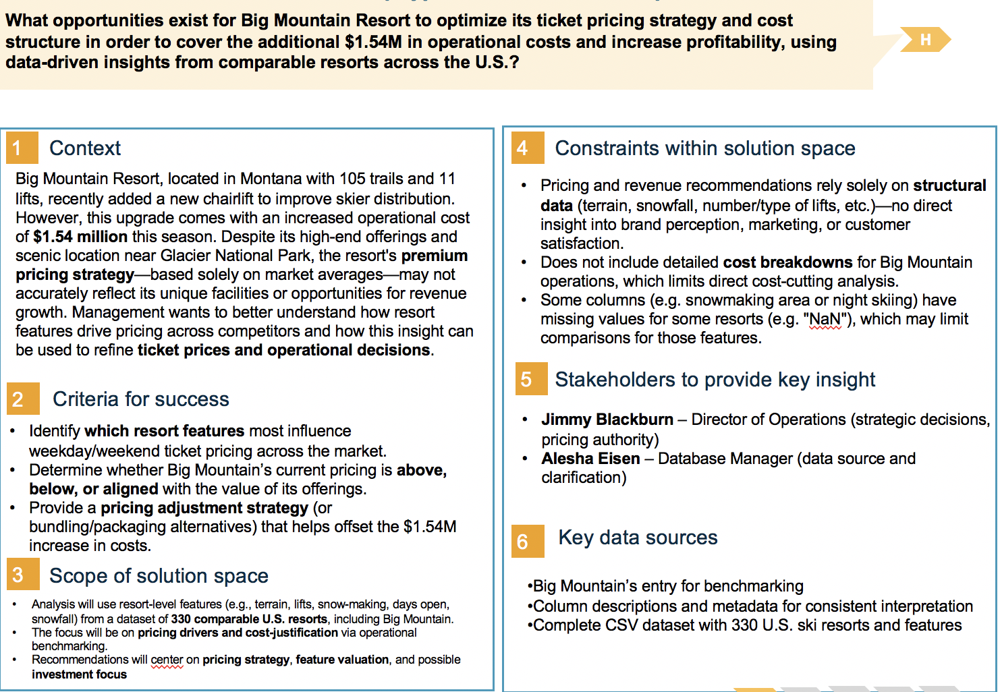 What opportunities exist for Big Mountain Resort to optimize its ticket pricing strategy and cost
structure in order to cover the additional $1.54M in operational costs and increase profitability, using
data-driven insights from comparable resorts across the U.S.?
H
1 Context
Big Mountain Resort, located in Montana with 105 trails and 11
lifts, recently added a new chairlift to improve skier distribution.
However, this upgrade comes with an increased operational cost
of $1.54 million this season. Despite its high-end offerings and
scenic location near Glacier National Park, the resort's premium
pricing strategy—based solely on market averages—may not
accurately reflect its unique facilities or opportunities for revenue
growth. Management wants to better understand how resort
features drive pricing across competitors and how this insight can
be used to refine ticket prices and operational decisions.
2 Criteria for success
• Identify which resort features most influence
weekday/weekend ticket pricing across the market.
• Determine whether Big Mountain's current pricing is above,
below, or aligned with the value of its offerings.
• Provide a pricing adjustment strategy (or
bundling/packaging alternatives) that helps offset the $1.54M
increase in costs.
3 Scope of solution space
• Analysis will use resort-level features (e.g., terrain, lifts, snow-making, days open,
snowfall) from a dataset of 330 comparable U.S. resorts, including Big Mountain.
• The focus will be on pricing drivers and cost-justification via operational
benchmarking.
• Recommendations will center on pricing strategy, feature valuation, and possible
investment focus
4 Constraints within solution space
• Pricing and revenue recommendations rely solely on structural
data (terrain, snowfall, number/type of lifts, etc.)—no direct
insight into brand perception, marketing, or customer
satisfaction.
• Does not include detailed cost breakdowns for Big Mountain
operations, which limits direct cost-cutting analysis.
• Some columns (e.g. snowmaking area or night skiing) have
missing values for some resorts (e.g. "NaN"), which may limit
comparisons for those features.
5 Stakeholders to provide key insight
• Jimmy Blackburn – Director of Operations (strategic decisions,
pricing authority)
• Alesha Eisen – Database Manager (data source and
clarification)
6 Key data sources
•Big Mountain's entry for benchmarking
•Column descriptions and metadata for consistent interpretation
•Complete CSV dataset with 330 U.S. ski resorts and features